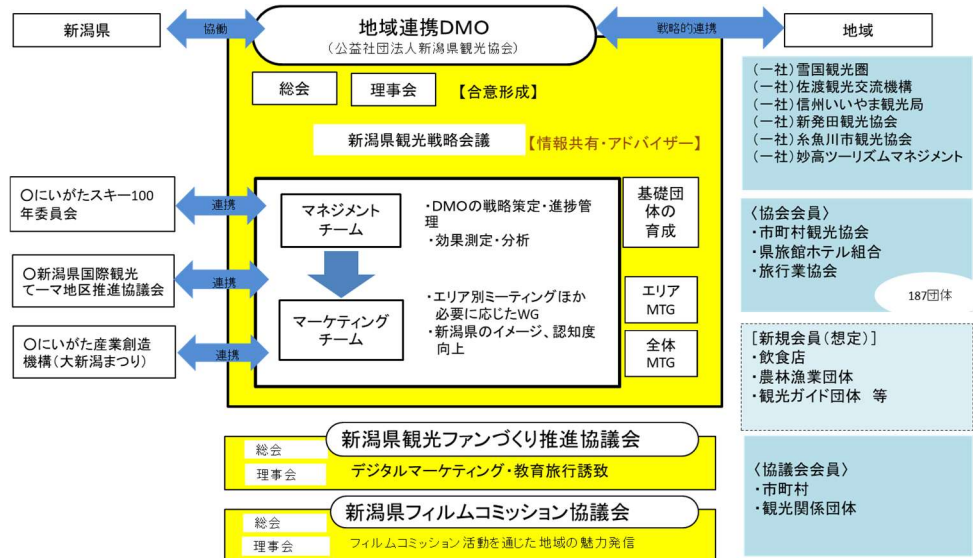 新潟県
協働
地域連携DMO
(公益社団法人新潟県観光協会)
戦略的連携
地域
総会
理事会
【合意形成】
新潟県観光戦略会議
【情報共有・アドバイザー】
(一社)雪国観光圏
(一社)佐渡観光交流機構
(一社)信州いいやま観光局
(一社)新発田観光協会
(一社)糸魚川市観光協会
(一社)妙高ツーリズムマネジメント
〇にいがたスキー100
年委員会
連携
マネジメント
チーム
・DMOの戦略策定・進捗管
理
・効果測定・分析
基礎団
体の
育成
〈協会会員〉
・市町村観光協会
・県旅館ホテル組合
・旅行業協会
187団体
〇新潟県国際観光
てーマ地区推進協議会
連携
マーケティング
チーム
・エリア別ミーティングほか
必要に応じたWG
・新潟県のイメージ、認知度
向上
エリア
MTG
全体
MTG
〇にいがた産業創造
機構(大新潟まつり)
連携
[新規会員(想定)]
・飲食店
・農林漁業団体
・観光ガイド団体 等
新潟県観光ファンづくり推進協議会
総会
理事会
デジタルマーケティング・教育旅行誘致
〈協議会会員〉
・市町村
・観光関係団体
新潟県フィルムコミッション協議会
総会
理事会
フィルムコミッション活動を通じた地域の魅力発信